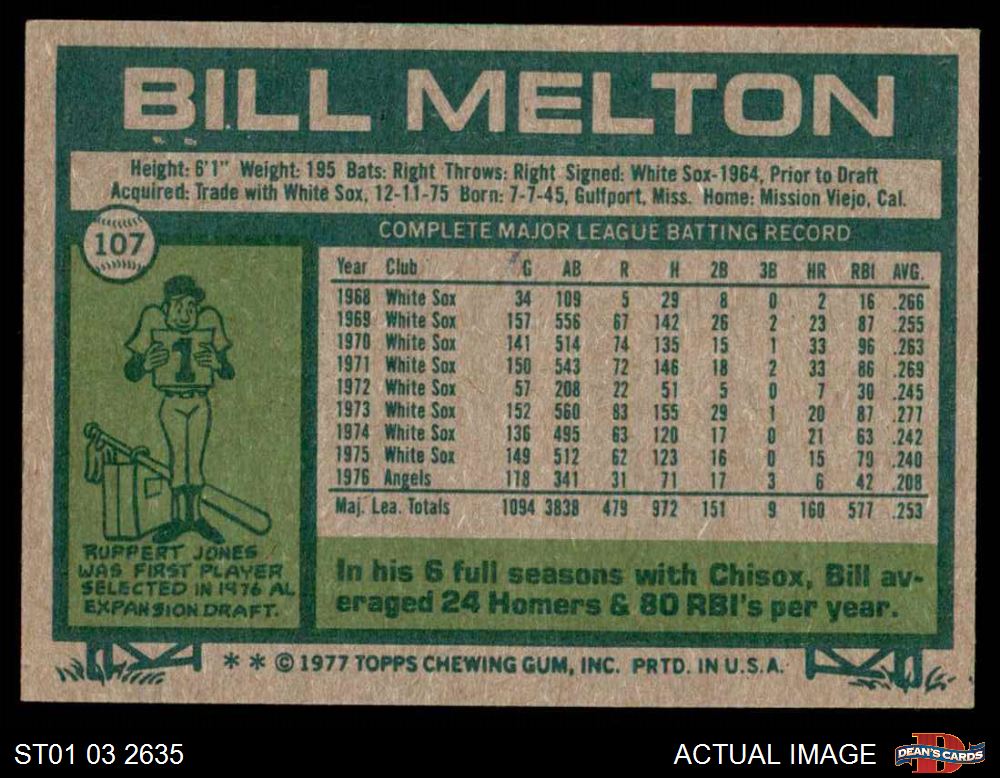 BILL MELTON
Height: 6'1" Weight: 195 Bats: Right Throws: Right Signed: White Sox-1964, Prior to Draft
Acquired: Trade with White Sox, 12-11-75 Born: 7-7-45, Gulfport, Miss. Home: Mission Viejo, Cal.
107
COMPLETE MAJOR LEAGUE BATTING RECORD
Year Club G AB R H 2B 3B HR RBI AVG.
1968 White Sox 34 109 5 29 8 0 2 16 .266
1969 White Sox 157 556 67 142 26 2 23 87 .255
1970 White Sox 141 514 74 135 15 1 33 96 .263
1971 White Sox 150 543 72 146 18 2 33 86 .269
1972 White Sox 57 208 22 51 5 0 7 30 .245
1973 White Sox 152 560 83 155 29 1 20 87 .277
1974 White Sox 136 495 63 120 17 0 21 63 .242
1975 White Sox 149 512 62 123 16 0 15 70 .240
1976 Angels 118 341 31 71 17 3 6 42 .208
Maj. Lea. Totals 1094 3838 479 972 151 9 160 577 .253
1
RUPPERT JONES
WAS FIRST PLAYER
SELECTED IN 1976 AL
EXPANSION DRAFT.
In his 6 full seasons with Chisox, Bill av-
eraged 24 Homers & 80 RBI's per year.
* * © 1977 TOPPS CHEWING GUM, INC. PRTD. IN U.S.A.
ST01 03 2635
ACTUAL IMAGE
D
DEAN'S CARDS